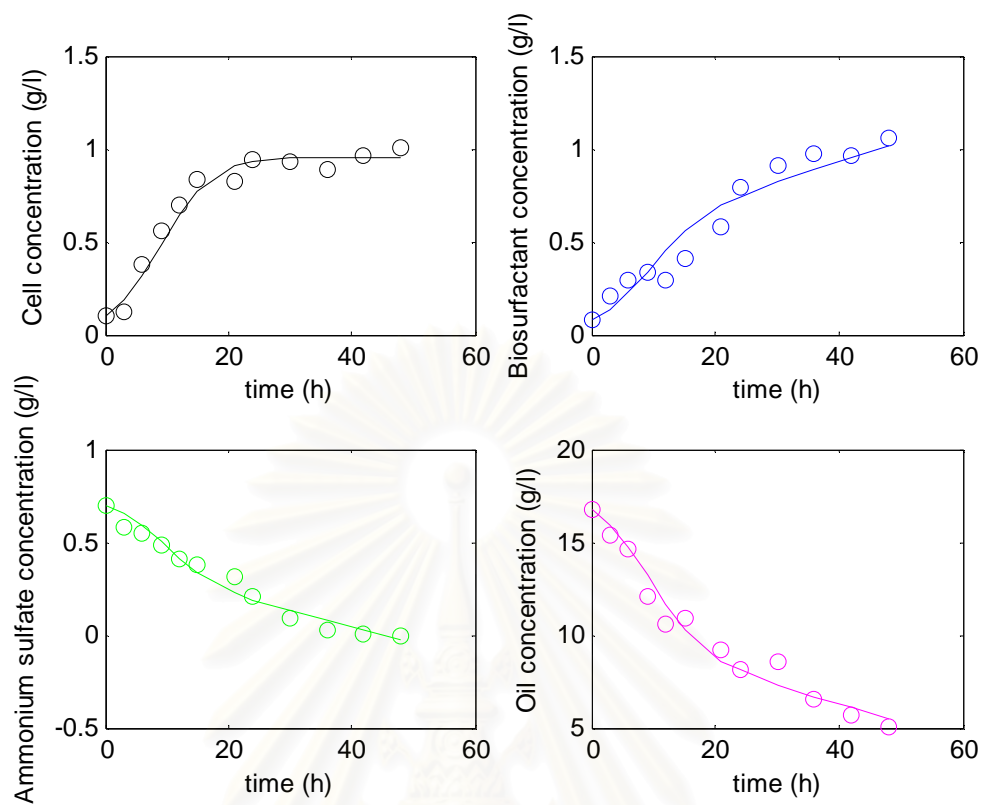 Cell concentration (g/l)
1.5
1
0.5
0
0 20 40 60
time (h)
Biosurfactant concentration (g/l)
1.5
1
0.5
0
0 20 40 60
time (h)
Ammonium sulfate concentration (g/l)
1
0.5
0
-0.5
0 20 40 60
time (h)
Oil concentration (g/l)
20
15
10
5
0 20 40 60
time (h)